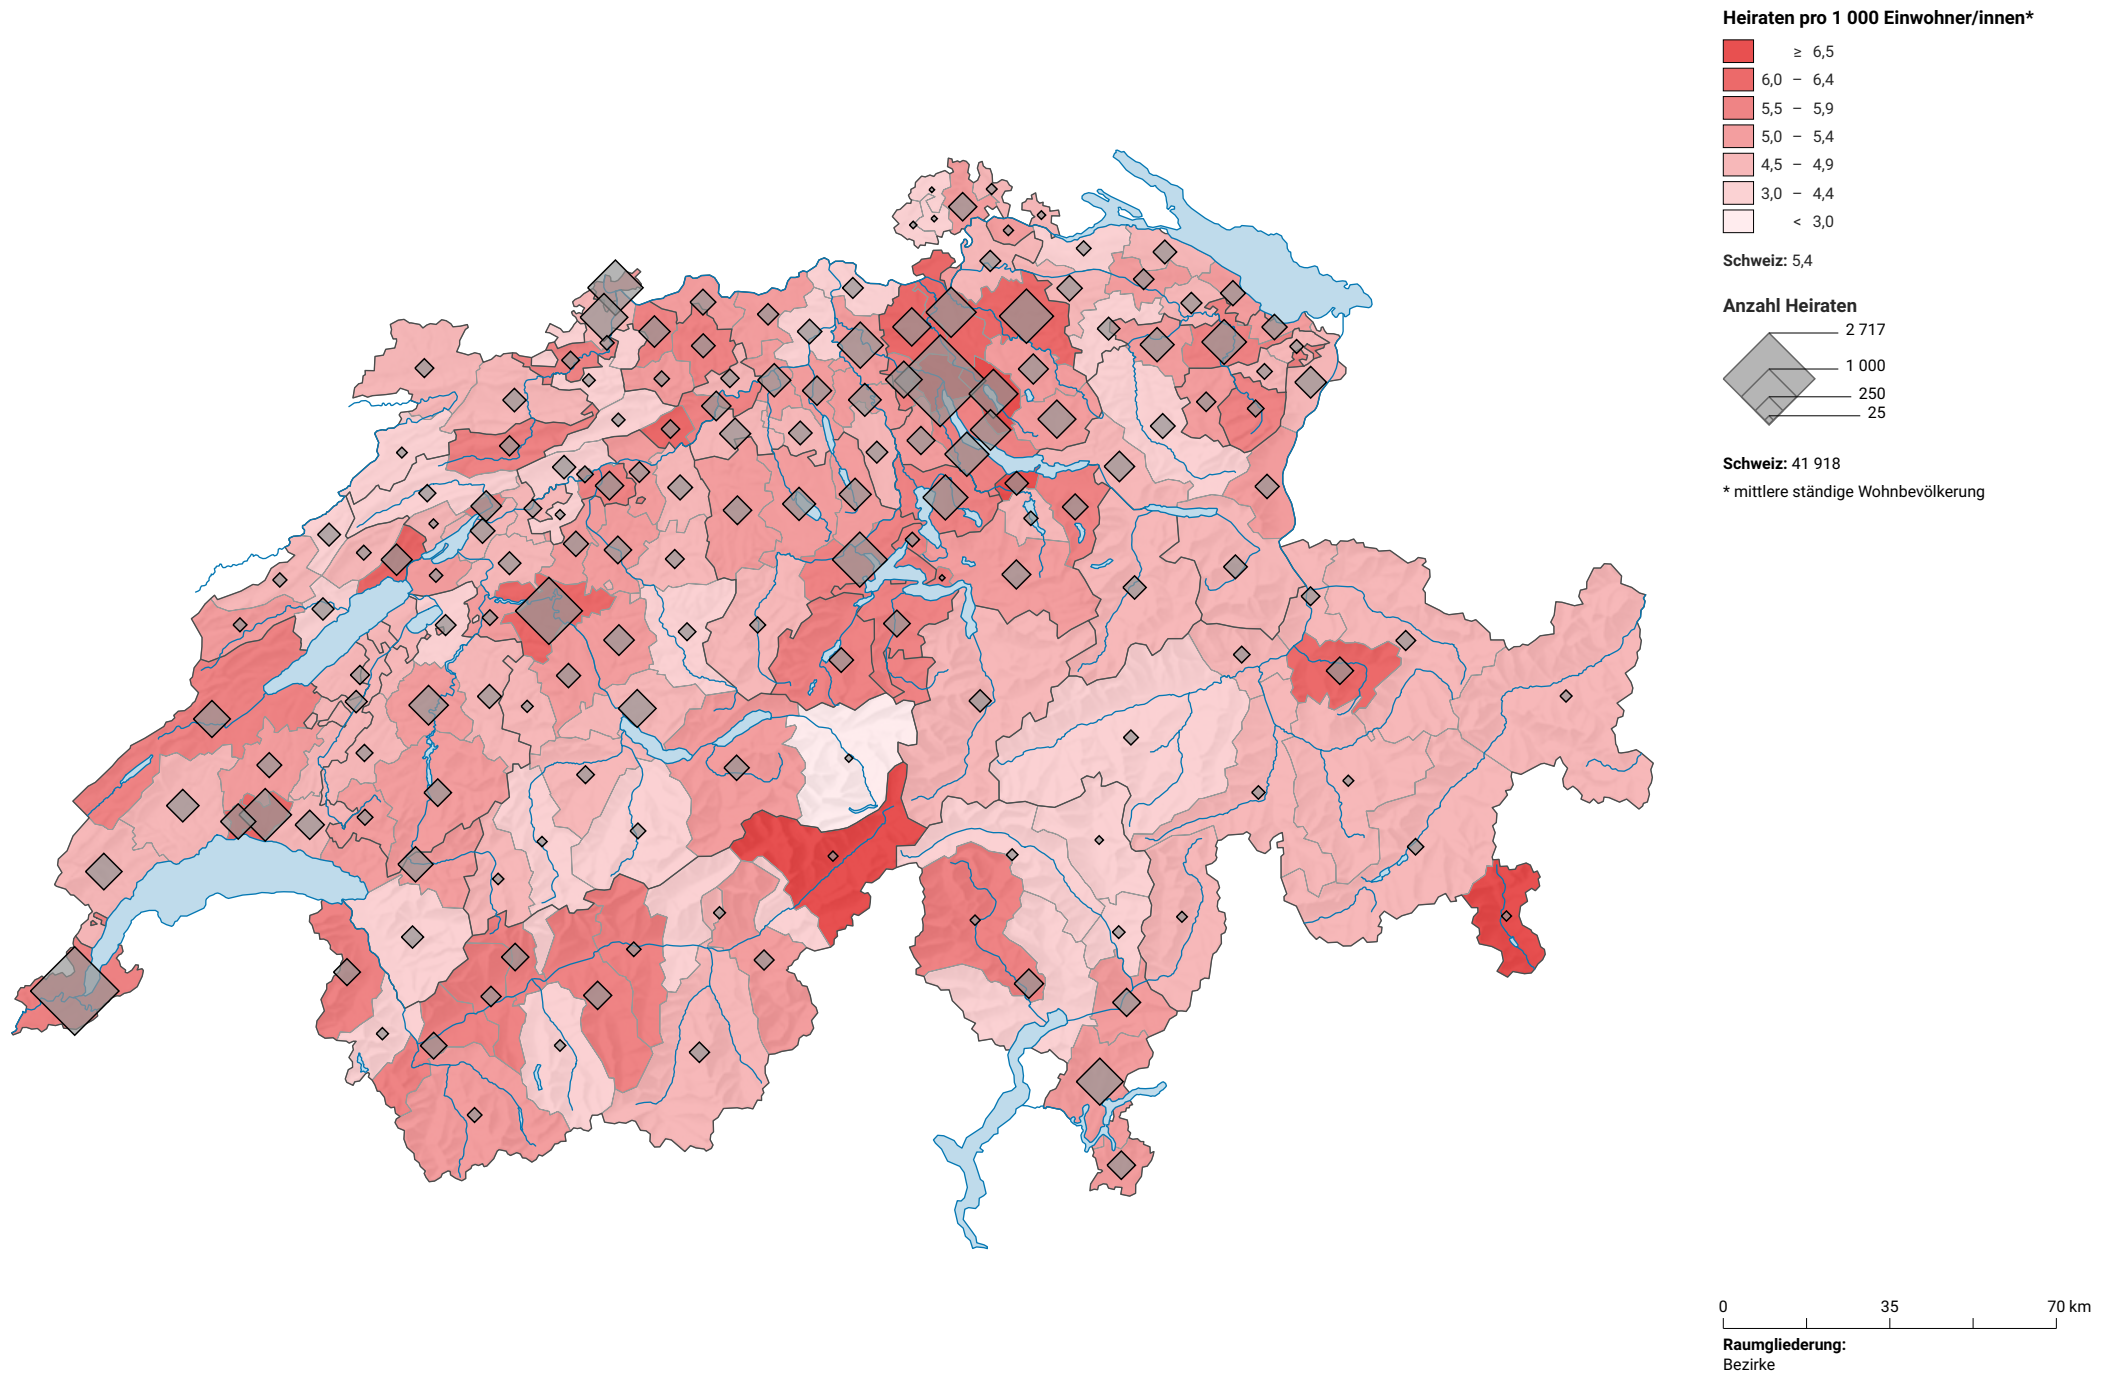 Heiraten pro 1 000 Einwohner/innen*
≥ 6,5
6,0 – 6,4
5,5 – 5,9
5,0 – 5,4
4,5 – 4,9
3,0 – 4,4
< 3,0
Schweiz: 5,4
Anzahl Heiraten
2 717
1 000
250
25
Schweiz: 41 918
* mittlere ständige Wohnbevölkerung
0 35 70 km
Raumgliederung:
Bezirke